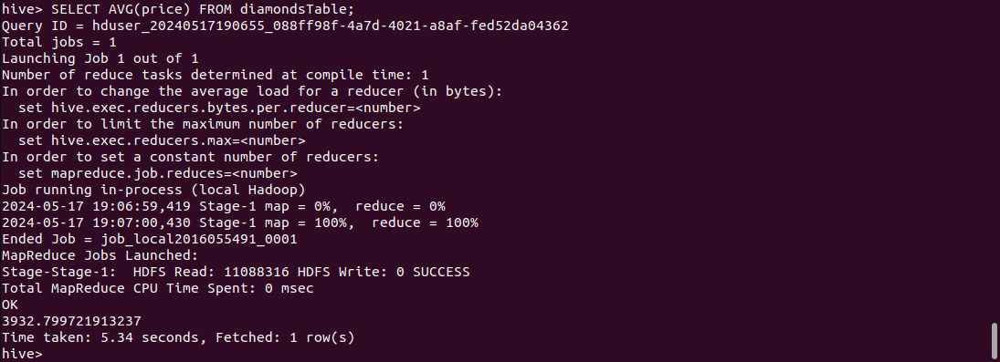 hive> SELECT AVG(price) FROM diamondsTable;
Query ID = hduser_20240517190655_088ff98f-4a7d-4021-a8af-fed52da04362
Total jobs = 1
Launching Job 1 out of 1
Number of reduce tasks determined at compile time: 1
In order to change the average load for a reducer (in bytes):
  set hive.exec.reducers.bytes.per.reducer=<number>
In order to limit the maximum number of reducers:
  set hive.exec.reducers.max=<number>
In order to set a constant number of reducers:
  set mapreduce.job.reduces=<number>
Job running in-process (local Hadoop)
2024-05-17 19:06:59,419 Stage-1 map = 0%,  reduce = 0%
2024-05-17 19:07:00,430 Stage-1 map = 100%,  reduce = 100%
Ended Job = job_local2016055491_0001
MapReduce Jobs Launched:
Stage-Stage-1:  HDFS Read: 11088316 HDFS Write: 0 SUCCESS
Total MapReduce CPU Time Spent: 0 msec
OK
3932.799721913237
Time taken: 5.34 seconds, Fetched: 1 row(s)
hive>